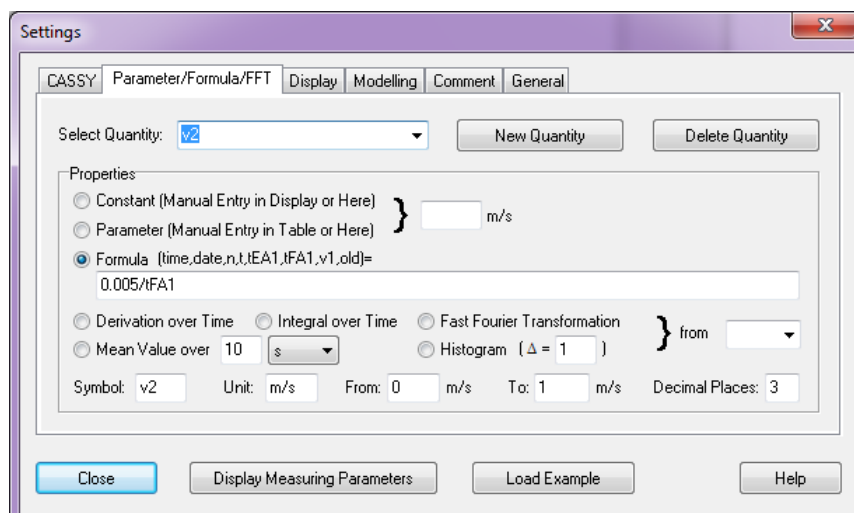 Settings
CASSY Parameter/Formula/FFT Display Modelling Comment General
Select Quantity: v2 New Quantity Delete Quantity
Properties
Constant (Manual Entry in Display or Here)
} m/s
Parameter (Manual Entry in Table or Here)
Formula (time,date,n,t,tEA1,tFA1,v1,old)=
0.005/tFA1
Derivation over Time Integral over Time Fast Fourier Transformation
} from
Mean Value over 10 s Histogram (Δ = 1 )
Symbol: v2 Unit: m/s From: 0 m/s To: 1 m/s Decimal Places: 3
Close Display Measuring Parameters Load Example Help